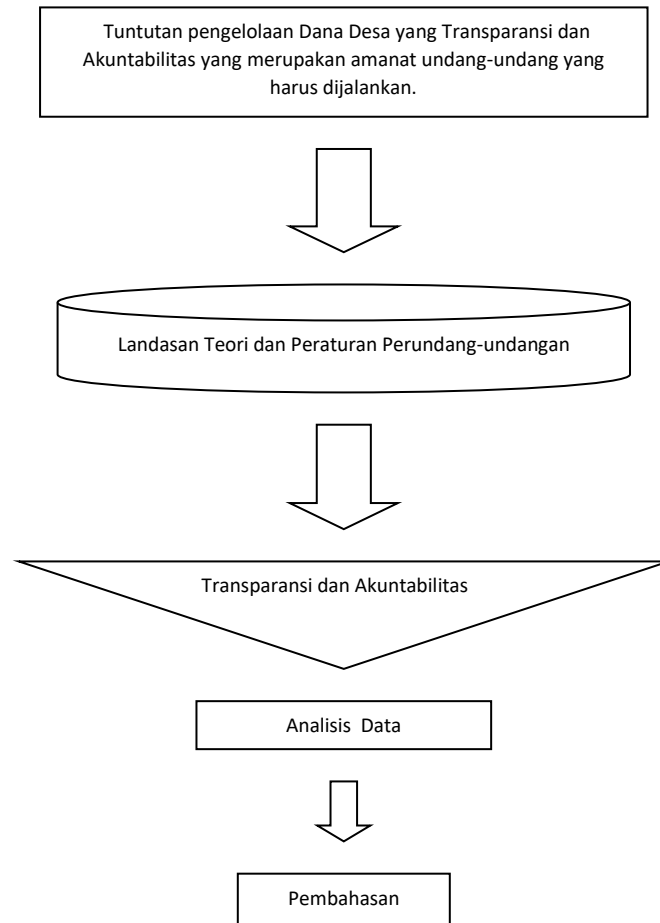 Tuntutan pengelolaan Dana Desa yang Transparansi dan
Akuntabilitas yang merupakan amanat undang-undang yang
harus dijalankan.
Landasan Teori dan Peraturan Perundang-undangan
Transparansi dan Akuntabilitas
Analisis Data
Pembahasan